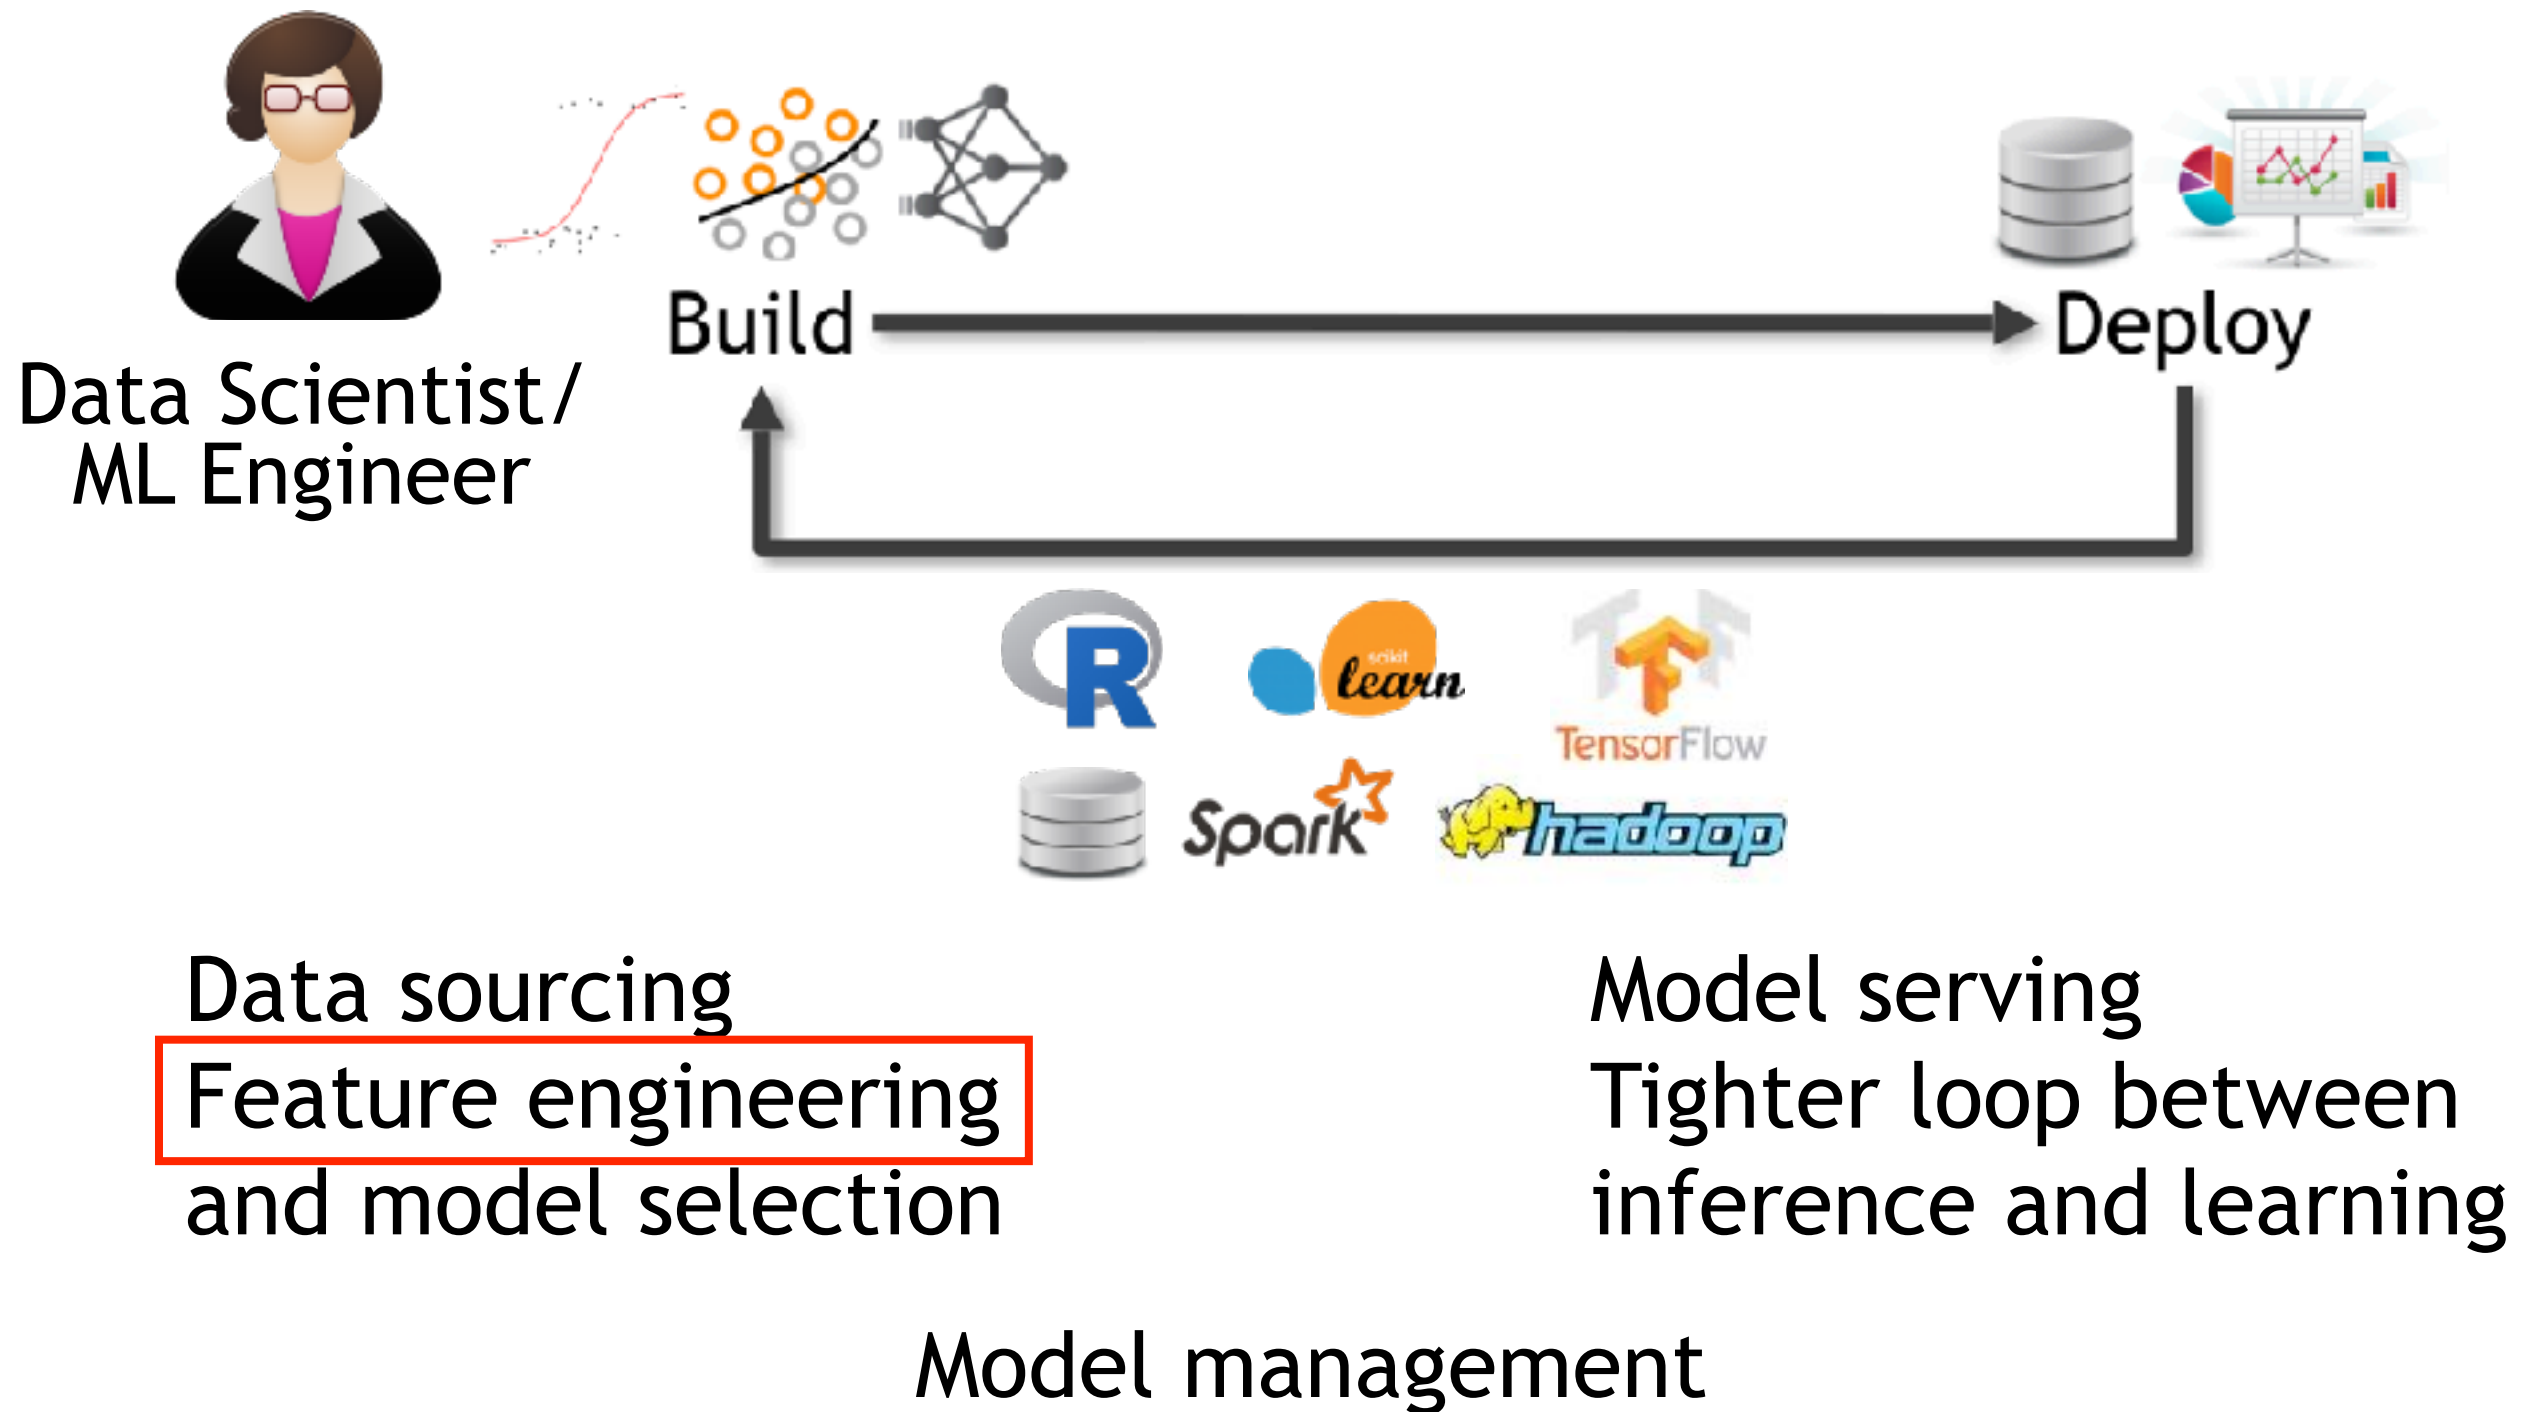 Build
Deploy
Data Scientist/
ML Engineer
R
scikit
learn
TensorFlow
Spark
hadoop
Data sourcing
Feature engineering
and model selection
Model serving
Tighter loop between
inference and learning
Model management